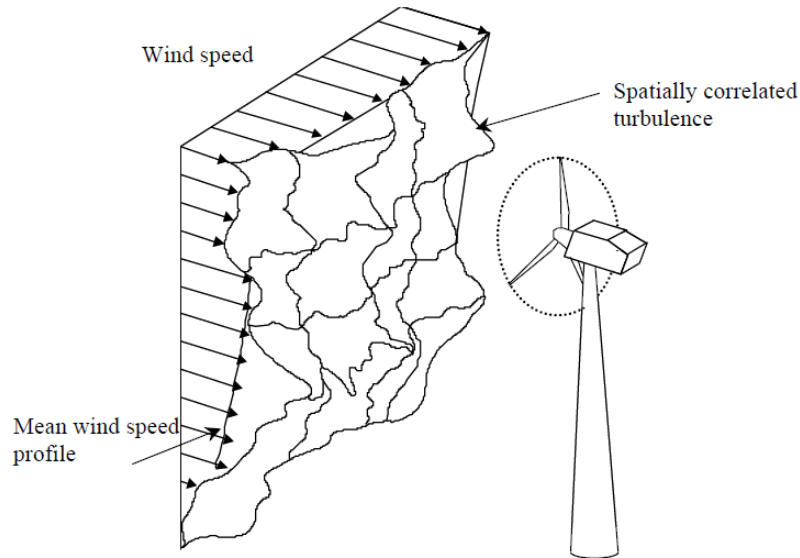 Wind speed
Spatially correlated
turbulence
Mean wind speed
profile